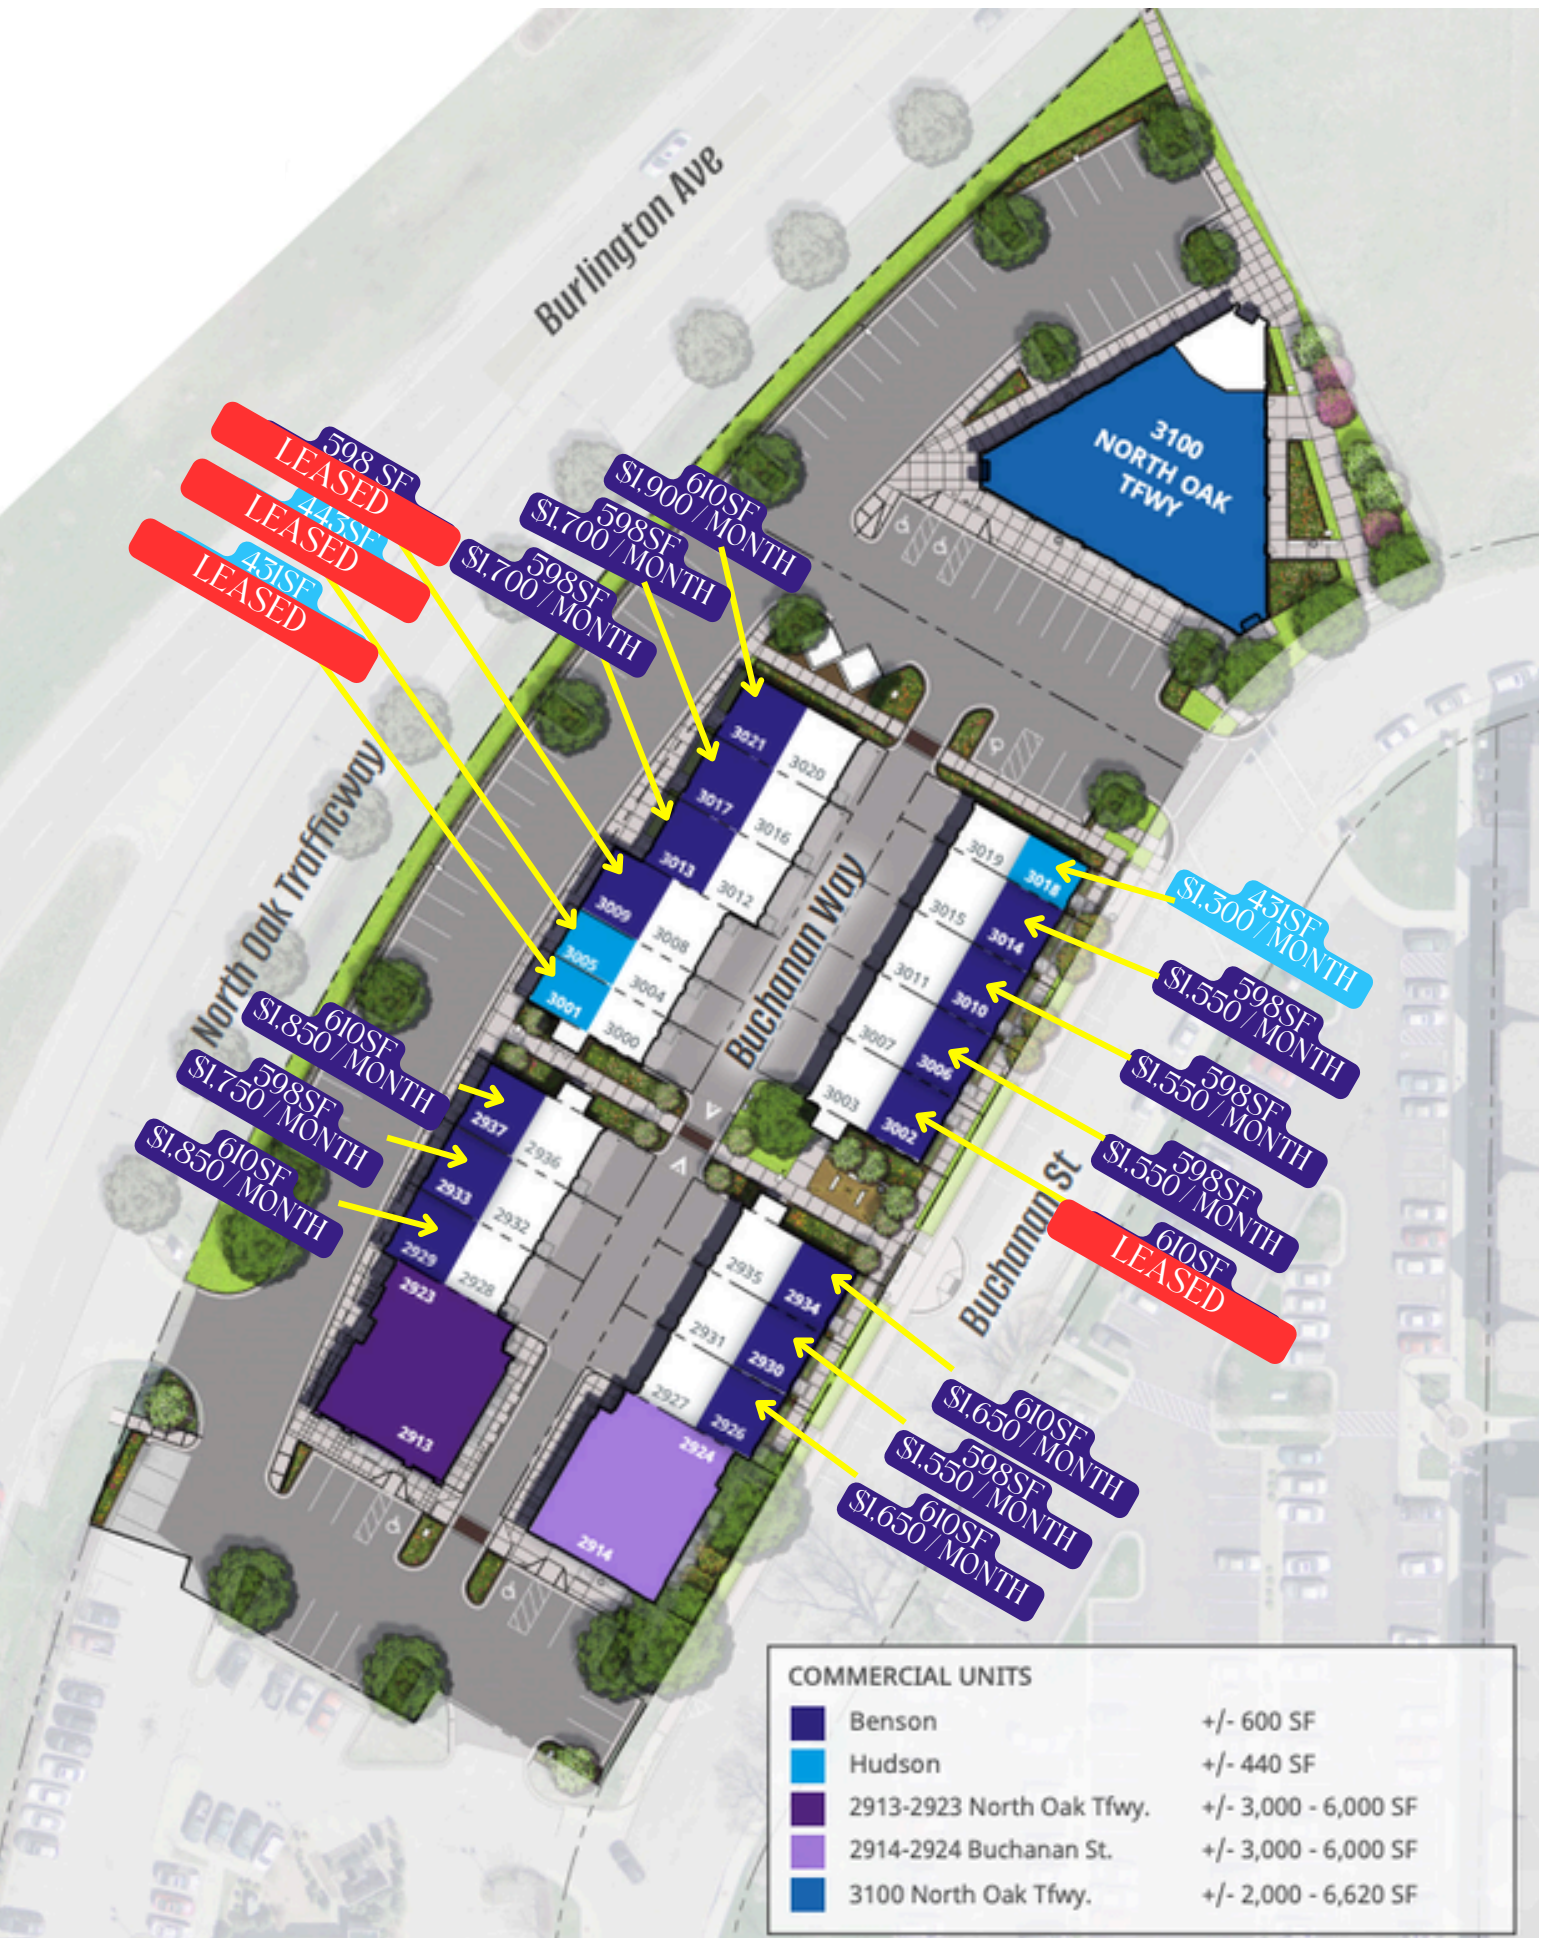 Burlington Ave
3100
NORTH OAK
TFWY
598 SF
LEASED
443SF
LEASED
431SF
LEASED
610SF
$1,900 / MONTH
598SF
$1,700 / MONTH
598SF
$1,700 / MONTH
North Oak Trafficway
3021
3020
3017
3016
3013
3012
3009
3008
3005
3004
3001
3000
Buchanan Way
3019
3018
3015
3014
3011
3010
3007
3006
3003
3002
431SF
$1,300 / MONTH
598SF
$1,550 / MONTH
598SF
$1,550 / MONTH
598SF
$1,550 / MONTH
610SF
LEASED
Buchanan St
610SF
$1,850 / MONTH
598SF
$1,750 / MONTH
610SF
$1,850 / MONTH
2937
2936
2933
2932
2929
2928
2923
2913
2935
2934
2931
2930
2927
2926
2924
2914
610SF
$1,650 / MONTH
598SF
$1,550 / MONTH
610SF
$1,650 / MONTH
COMMERCIAL UNITS
Benson +/- 600 SF
Hudson +/- 440 SF
2913-2923 North Oak Tfwy. +/- 3,000 - 6,000 SF
2914-2924 Buchanan St. +/- 3,000 - 6,000 SF
3100 North Oak Tfwy. +/- 2,000 - 6,620 SF